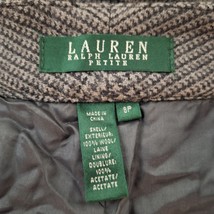 LAUREN
RALPH LAUREN
PETITE
MADE IN
CHINA
8P
SHELL/
EXTERIEUR:
100% WOOL/
LAINE
LINING/
DOUBLURE:
100%
ACETATE/
ACETATE